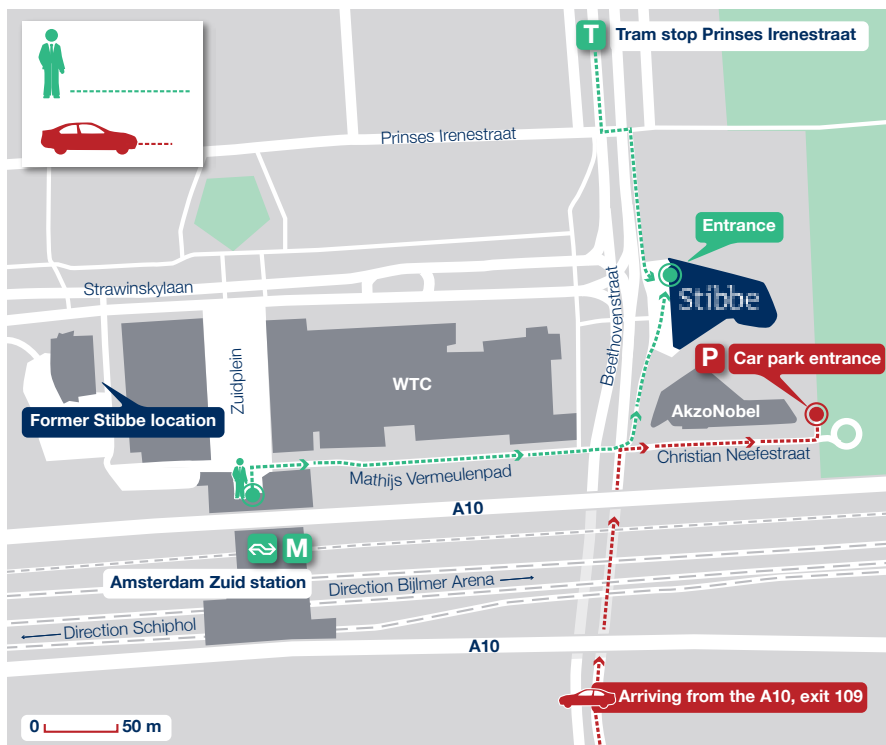 T
Tram stop Prinses Irenestraat
Prinses Irenestraat
Entrance
Strawinskylaan
Stibbe
Beethovenstraat
Zuidplein
P
Car park entrance
WTC
AkzoNobel
Former Stibbe location
Christian Neefestraat
Mathijs Vermeulenpad
A10
M
Amsterdam Zuid station
Direction Bijlmer Arena
Direction Schiphol
A10
Arriving from the A10, exit 109
0 50 m